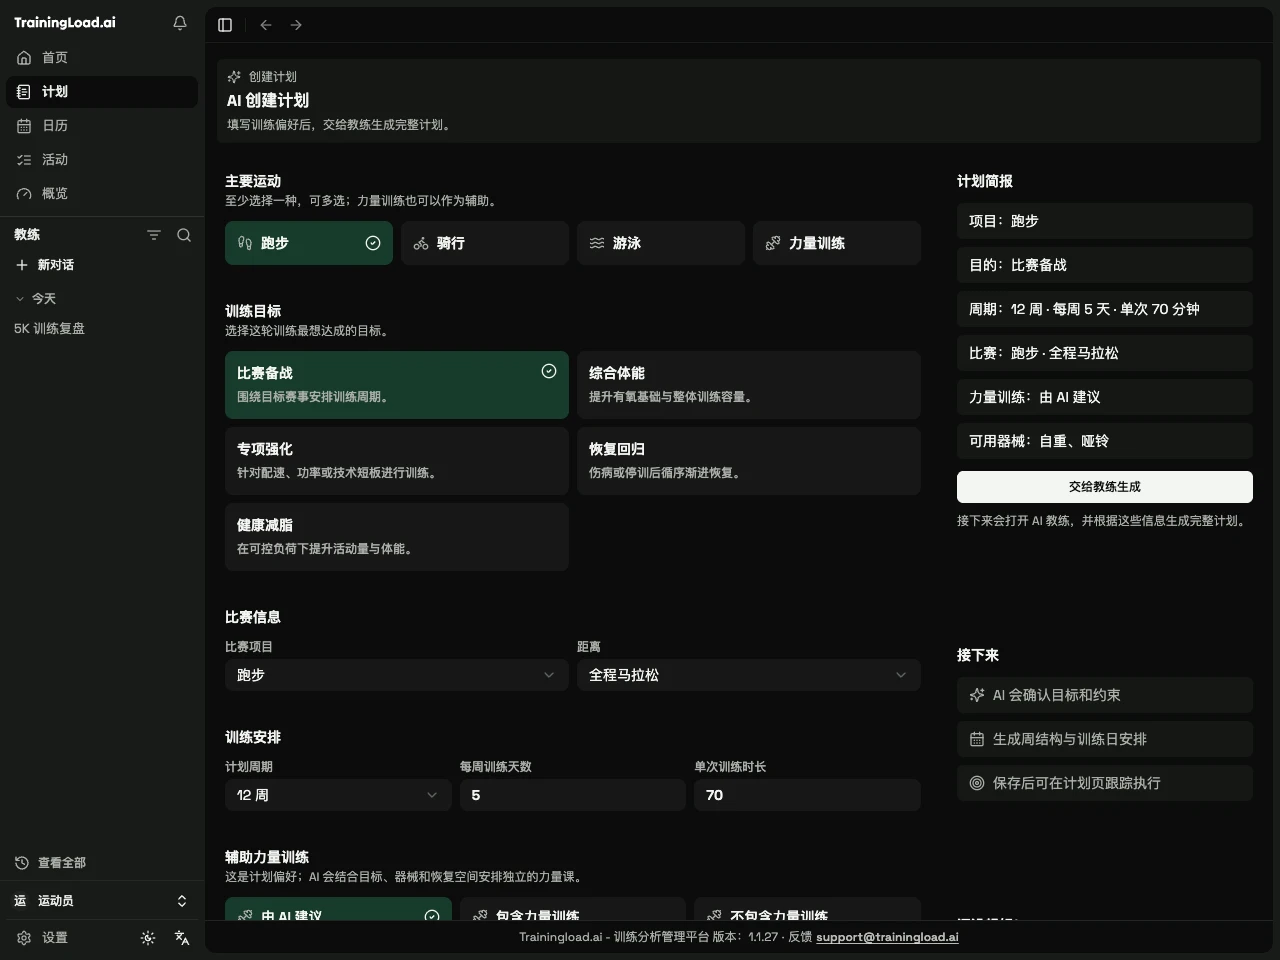 TrainingLoad.ai
首页
计划
日历
活动
概览
教练
新对话
今天
5K 训练复盘
查看全部
运 运动员
设置
创建计划
AI 创建计划
填写训练偏好后，交给教练生成完整计划。
主要运动
至少选择一种，可多选；力量训练也可以作为辅助。
跑步
骑行
游泳
力量训练
训练目标
选择这轮训练最想达成的目标。
比赛备战
围绕目标赛事安排训练周期。
综合体能
提升有氧基础与整体训练容量。
专项强化
针对配速、功率或技术短板进行训练。
恢复回归
伤病或停训后循序渐进恢复。
健康减脂
在可控负荷下提升活动量与体能。
比赛信息
比赛项目
跑步
距离
全程马拉松
训练安排
计划周期
12 周
每周训练天数
5
单次训练时长
70
辅助力量训练
这是计划偏好；AI 会结合目标、器械和恢复空间安排独立的力量课。
由 AI 建议
包含力量训练
不包含力量训练
计划简报
项目：跑步
目的：比赛备战
周期：12 周 · 每周 5 天 · 单次 70 分钟
比赛：跑步 · 全程马拉松
力量训练：由 AI 建议
可用器械：自重、哑铃
交给教练生成
接下来会打开 AI 教练，并根据这些信息生成完整计划。
接下来
AI 会确认目标和约束
生成周结构与训练日安排
保存后可在计划页跟踪执行
Trainingload.ai - 训练分析管理平台 版本：1.1.27 · 反馈 support@trainingload.ai